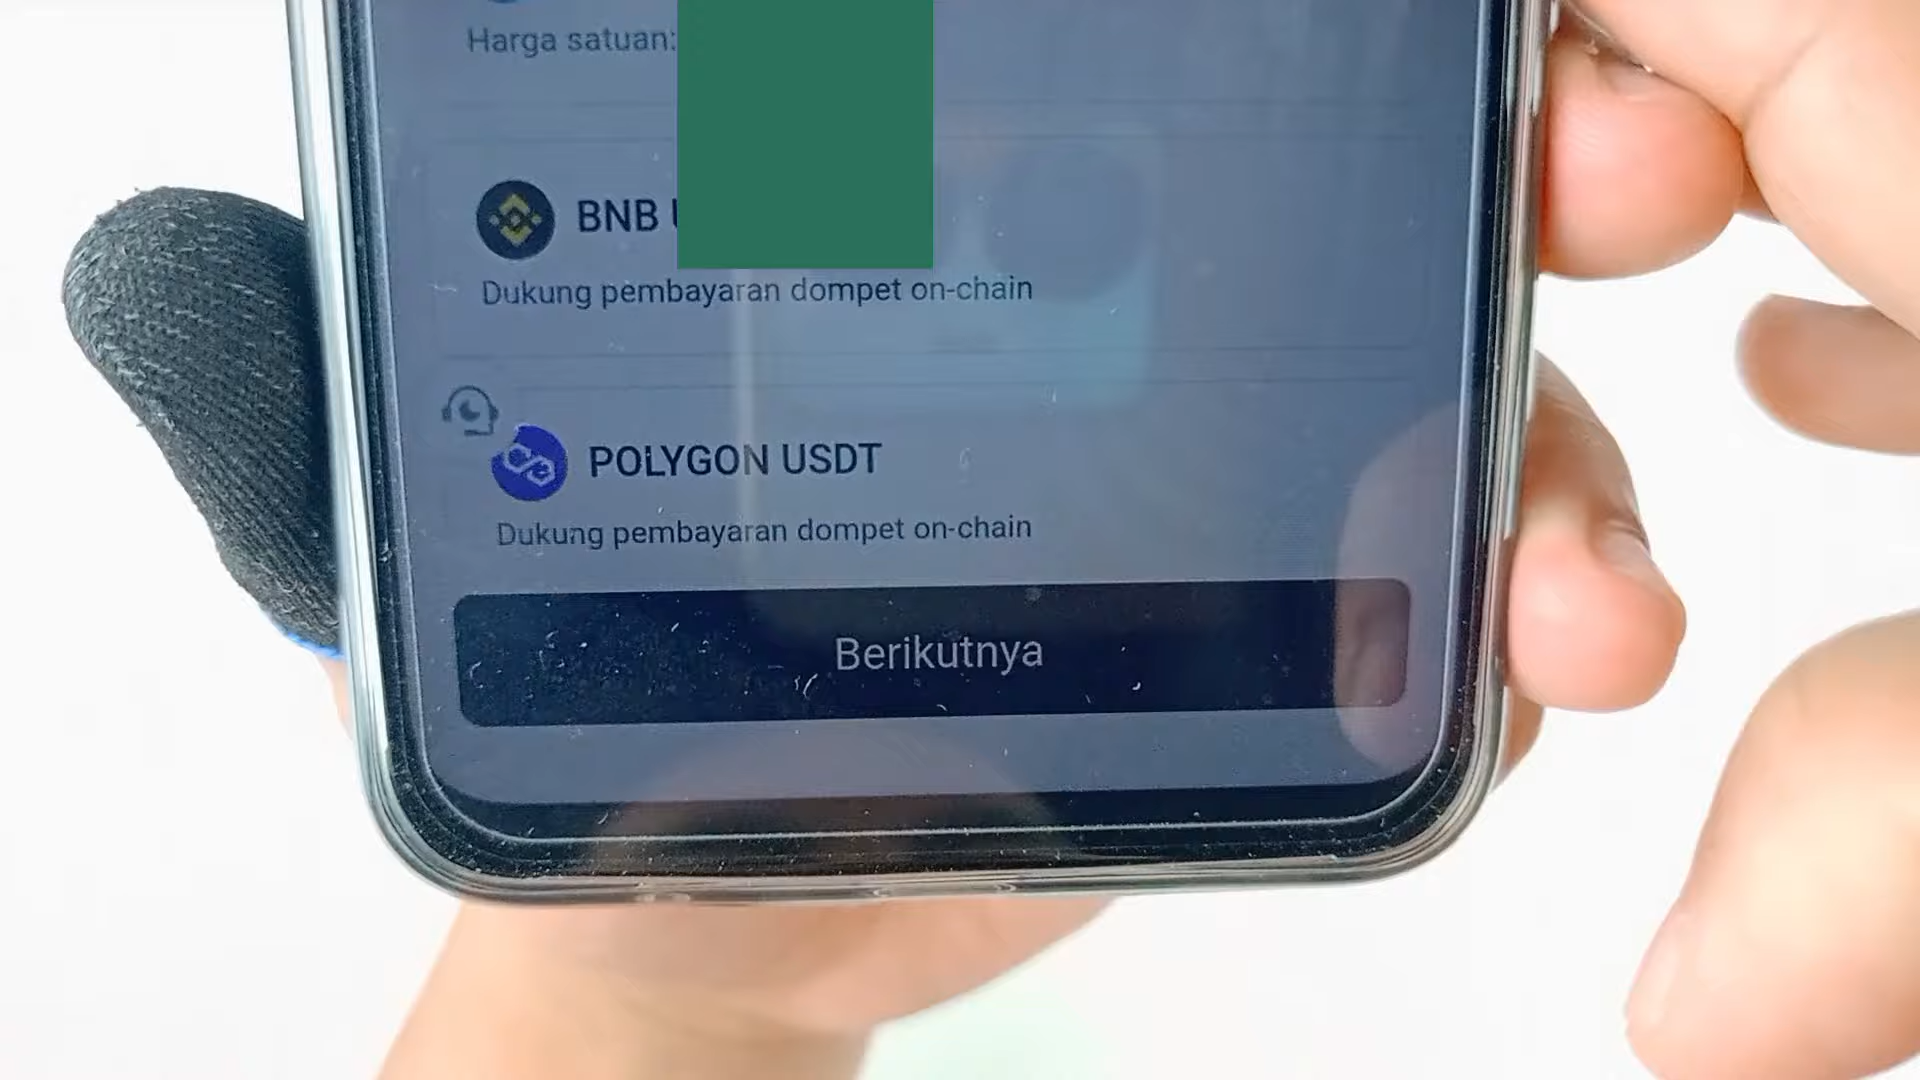 Harga satuan:
BNB
Dukung pembayaran dompet on-chain
POLYGON USDT
Dukung pembayaran dompet on-chain
Berikutnya